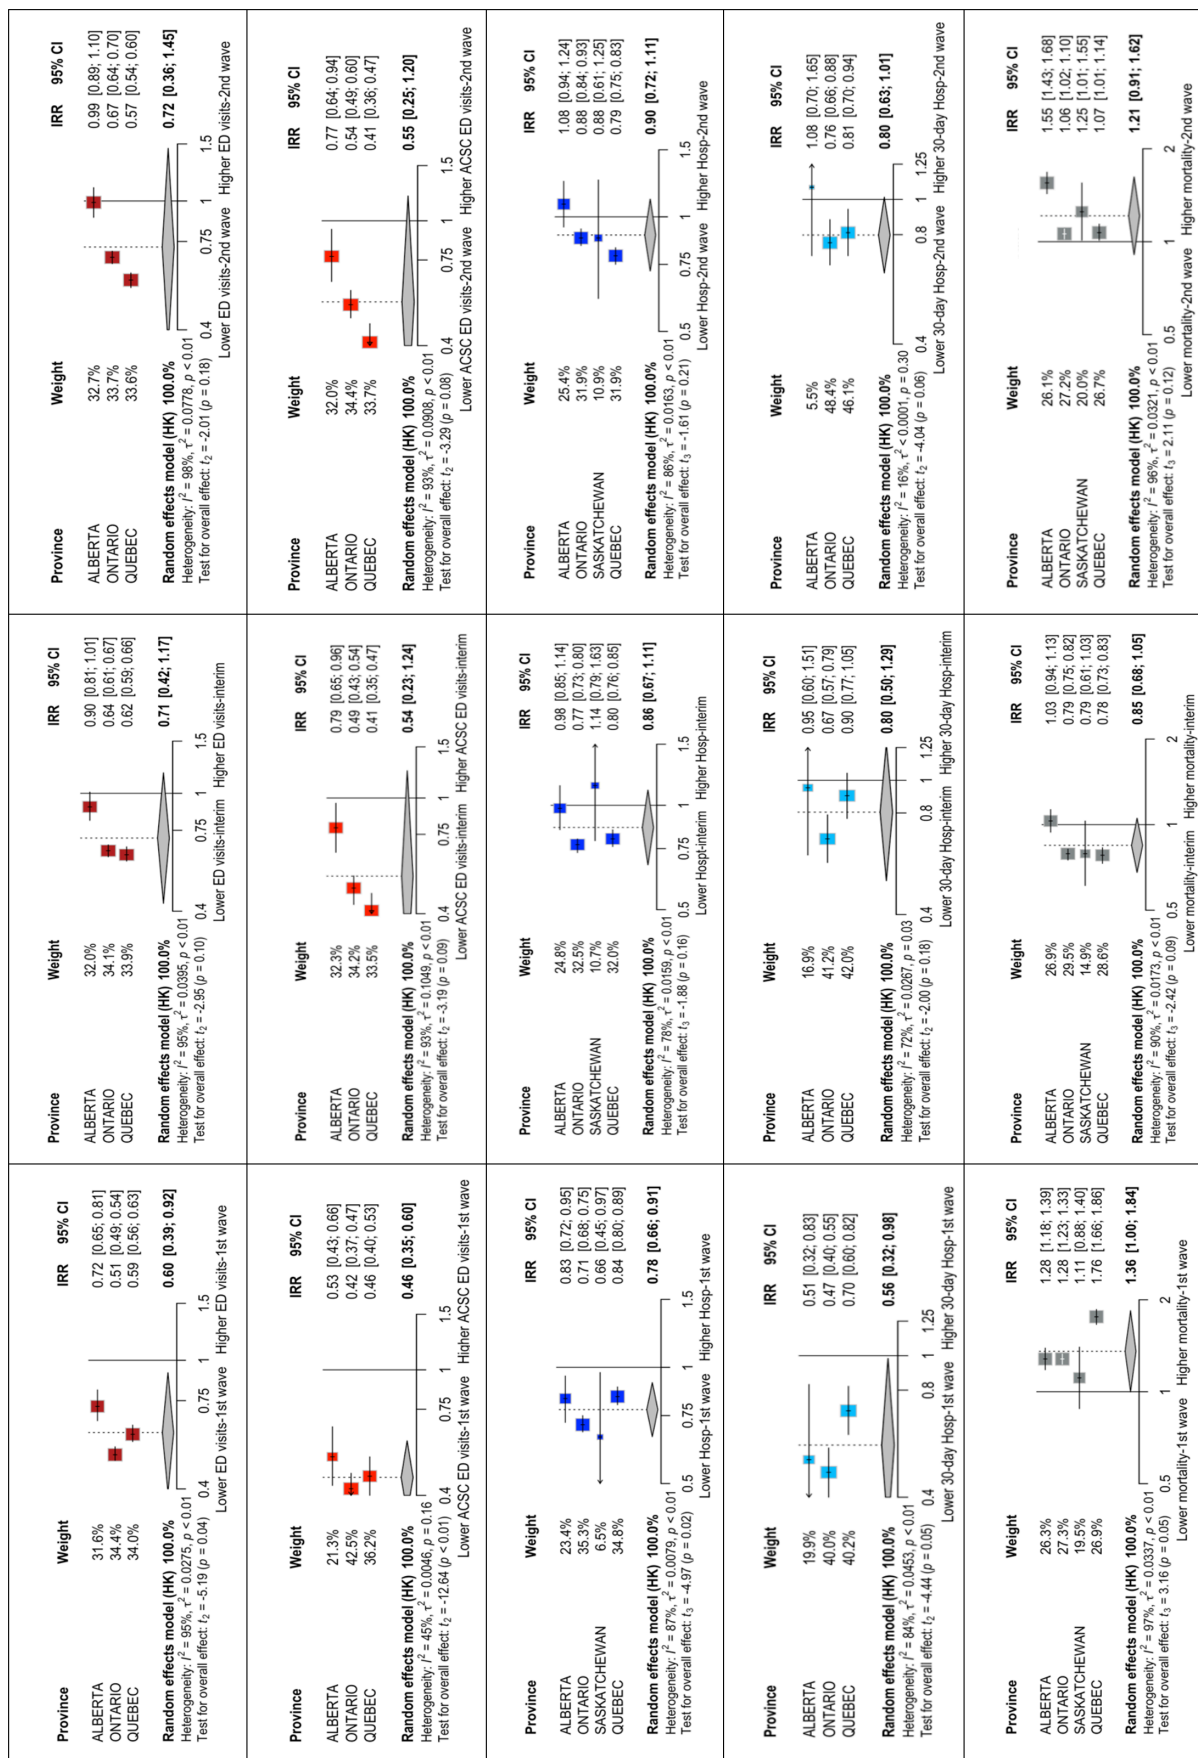 Province Weight IRR 95% CI
ALBERTA 31.6% 0.72 [0.65; 0.81]
ONTARIO 34.4% 0.51 [0.49; 0.54]
QUEBEC 34.0% 0.59 [0.56; 0.63]
Random effects model (HK) 100.0% 0.60 [0.39; 0.92]
Heterogeneity: I² = 95%, τ² = 0.0275, p < 0.01
Test for overall effect: t₂ = -5.19 (p = 0.04)
0.4 0.75 1 1.5
Lower ED visits-1st wave Higher ED visits-1st wave
Province Weight IRR 95% CI
ALBERTA 32.0% 0.90 [0.81; 1.01]
ONTARIO 34.1% 0.64 [0.61; 0.67]
QUEBEC 33.9% 0.62 [0.59; 0.66]
Random effects model (HK) 100.0% 0.71 [0.42; 1.17]
Heterogeneity: I² = 95%, τ² = 0.0395, p < 0.01
Test for overall effect: t₂ = -2.95 (p = 0.10)
0.4 0.75 1 1.5
Lower ED visits-interim Higher ED visits-interim
Province Weight IRR 95% CI
ALBERTA 32.7% 0.99 [0.89; 1.10]
ONTARIO 33.7% 0.67 [0.64; 0.70]
QUEBEC 33.6% 0.57 [0.54; 0.60]
Random effects model (HK) 100.0% 0.72 [0.36; 1.45]
Heterogeneity: I² = 98%, τ² = 0.0778, p < 0.01
Test for overall effect: t₂ = -2.01 (p = 0.18)
0.4 0.75 1 1.5
Lower ED visits-2nd wave Higher ED visits-2nd wave
Province Weight IRR 95% CI
ALBERTA 21.3% 0.53 [0.43; 0.66]
ONTARIO 42.5% 0.42 [0.37; 0.47]
QUEBEC 36.2% 0.46 [0.40; 0.53]
Random effects model (HK) 100.0% 0.46 [0.35; 0.60]
Heterogeneity: I² = 45%, τ² = 0.0046, p = 0.16
Test for overall effect: t₂ = -12.64 (p < 0.01)
0.4 0.75 1 1.5
Lower ACSC ED visits-1st wave Higher ACSC ED visits-1st wave
Province Weight IRR 95% CI
ALBERTA 32.3% 0.79 [0.65; 0.96]
ONTARIO 34.2% 0.49 [0.43; 0.54]
QUEBEC 33.5% 0.41 [0.35; 0.47]
Random effects model (HK) 100.0% 0.54 [0.23; 1.24]
Heterogeneity: I² = 93%, τ² = 0.1049, p < 0.01
Test for overall effect: t₂ = -3.19 (p = 0.09)
0.4 0.75 1 1.5
Lower ACSC ED visits-interim Higher ACSC ED visits-interim
Province Weight IRR 95% CI
ALBERTA 32.0% 0.77 [0.64; 0.94]
ONTARIO 34.4% 0.54 [0.49; 0.60]
QUEBEC 33.7% 0.41 [0.36; 0.47]
Random effects model (HK) 100.0% 0.55 [0.25; 1.20]
Heterogeneity: I² = 93%, τ² = 0.0908, p < 0.01
Test for overall effect: t₂ = -3.29 (p = 0.08)
0.4 0.75 1 1.5
Lower ACSC ED visits-2nd wave Higher ACSC ED visits-2nd wave
Province Weight IRR 95% CI
ALBERTA 23.4% 0.83 [0.72; 0.95]
ONTARIO 35.3% 0.71 [0.68; 0.75]
SASKATCHEWAN 6.5% 0.66 [0.45; 0.97]
QUEBEC 34.8% 0.84 [0.80; 0.89]
Random effects model (HK) 100.0% 0.78 [0.66; 0.91]
Heterogeneity: I² = 87%, τ² = 0.0079, p < 0.01
Test for overall effect: t₃ = -4.97 (p = 0.02)
0.5 0.75 1 1.5
Lower Hosp-1st wave Higher Hosp-1st wave
Province Weight IRR 95% CI
ALBERTA 24.8% 0.98 [0.85; 1.14]
ONTARIO 32.5% 0.77 [0.73; 0.80]
SASKATCHEWAN 10.7% 1.14 [0.79; 1.63]
QUEBEC 32.0% 0.80 [0.76; 0.85]
Random effects model (HK) 100.0% 0.86 [0.67; 1.11]
Heterogeneity: I² = 78%, τ² = 0.0159, p < 0.01
Test for overall effect: t₃ = -1.88 (p = 0.16)
0.5 0.75 1 1.5
Lower Hospt-interim Higher Hosp-interim
Province Weight IRR 95% CI
ALBERTA 25.4% 1.08 [0.94; 1.24]
ONTARIO 31.9% 0.88 [0.84; 0.93]
SASKATCHEWAN 10.9% 0.88 [0.61; 1.25]
QUEBEC 31.9% 0.79 [0.75; 0.83]
Random effects model (HK) 100.0% 0.90 [0.72; 1.11]
Heterogeneity: I² = 86%, τ² = 0.0163, p < 0.01
Test for overall effect: t₃ = -1.61 (p = 0.21)
0.5 0.75 1 1.5
Lower Hosp-2nd wave Higher Hosp-2nd wave
Province Weight IRR 95% CI
ALBERTA 19.9% 0.51 [0.32; 0.83]
ONTARIO 40.0% 0.47 [0.40; 0.55]
QUEBEC 40.2% 0.70 [0.60; 0.82]
Random effects model (HK) 100.0% 0.56 [0.32; 0.98]
Heterogeneity: I² = 84%, τ² = 0.0453, p < 0.01
Test for overall effect: t₂ = -4.44 (p = 0.05)
0.4 0.8 1 1.25
Lower 30-day Hosp-1st wave Higher 30-day Hosp-1st wave
Province Weight IRR 95% CI
ALBERTA 16.9% 0.95 [0.60; 1.51]
ONTARIO 41.2% 0.67 [0.57; 0.79]
QUEBEC 42.0% 0.90 [0.77; 1.05]
Random effects model (HK) 100.0% 0.80 [0.50; 1.29]
Heterogeneity: I² = 72%, τ² = 0.0267, p = 0.03
Test for overall effect: t₂ = -2.00 (p = 0.18)
0.4 0.8 1 1.25
Lower 30-day Hosp-interim Higher 30-day Hosp-interim
Province Weight IRR 95% CI
ALBERTA 5.5% 1.08 [0.70; 1.65]
ONTARIO 48.4% 0.76 [0.66; 0.88]
QUEBEC 46.1% 0.81 [0.70; 0.94]
Random effects model (HK) 100.0% 0.80 [0.63; 1.01]
Heterogeneity: I² = 16%, τ² < 0.0001, p = 0.30
Test for overall effect: t₂ = -4.04 (p = 0.06)
0.4 0.8 1 1.25
Lower 30-day Hosp-2nd wave Higher 30-day Hosp-2nd wave
Province Weight IRR 95% CI
ALBERTA 26.3% 1.28 [1.18; 1.39]
ONTARIO 27.3% 1.28 [1.23; 1.33]
SASKATCHEWAN 19.5% 1.11 [0.88; 1.40]
QUEBEC 26.9% 1.76 [1.66; 1.86]
Random effects model (HK) 100.0% 1.36 [1.00; 1.84]
Heterogeneity: I² = 97%, τ² = 0.0337, p < 0.01
Test for overall effect: t₃ = 3.16 (p = 0.05)
0.5 1 2
Lower mortality-1st wave Higher mortality-1st wave
Province Weight IRR 95% CI
ALBERTA 26.9% 1.03 [0.94; 1.13]
ONTARIO 29.5% 0.79 [0.75; 0.82]
SASKATCHEWAN 14.9% 0.79 [0.61; 1.03]
QUEBEC 28.6% 0.78 [0.73; 0.83]
Random effects model (HK) 100.0% 0.85 [0.68; 1.05]
Heterogeneity: I² = 90%, τ² = 0.0173, p < 0.01
Test for overall effect: t₃ = -2.42 (p = 0.09)
0.5 1 2
Lower mortality-interim Higher mortality-interim
Province Weight IRR 95% CI
ALBERTA 26.1% 1.55 [1.43; 1.68]
ONTARIO 27.2% 1.06 [1.02; 1.10]
SASKATCHEWAN 20.0% 1.25 [1.01; 1.55]
QUEBEC 26.7% 1.07 [1.01; 1.14]
Random effects model (HK) 100.0% 1.21 [0.91; 1.62]
Heterogeneity: I² = 96%, τ² = 0.0321, p < 0.01
Test for overall effect: t₃ = 2.11 (p = 0.12)
0.5 1 2
Lower mortality-2nd wave Higher mortality-2nd wave